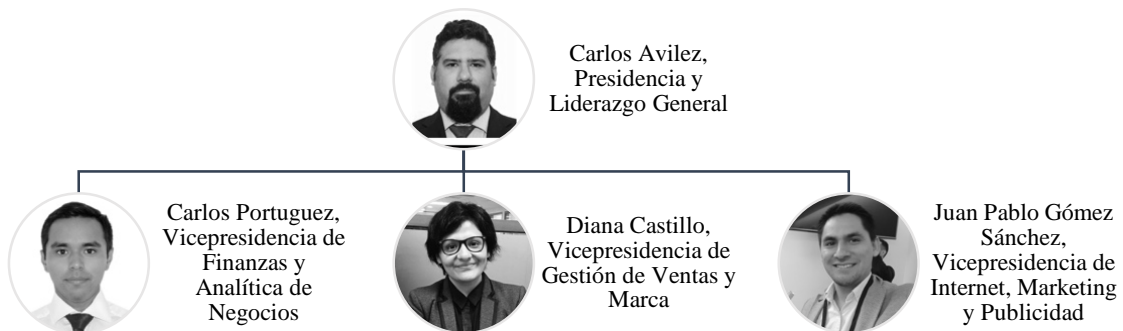 Carlos Avilez,
Presidencia y
Liderazgo General
Carlos Portuguez,
Vicepresidencia de
Finanzas y
Analítica de
Negocios
Diana Castillo,
Vicepresidencia de
Gestión de Ventas y
Marca
Juan Pablo Gómez
Sánchez,
Vicepresidencia de
Internet, Marketing
y Publicidad